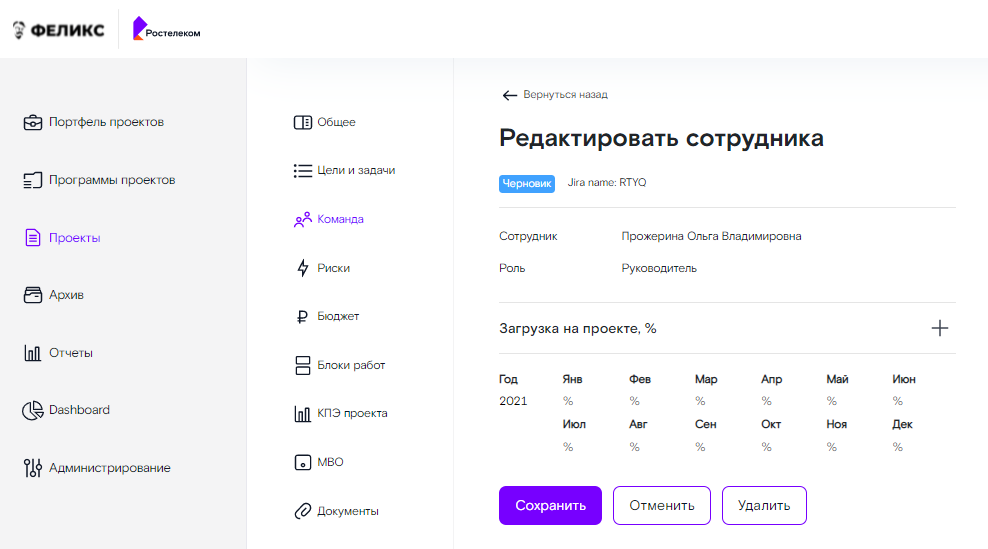 ФЕЛИКС
Ростелеком
Портфель проектов
Программы проектов
Проекты
Архив
Отчеты
Dashboard
Администрирование
Общее
Цели и задачи
Команда
Риски
Бюджет
Блоки работ
КПЭ проекта
МВО
Документы
Вернуться назад
Редактировать сотрудника
Черновик Jira name: RTYQ
Сотрудник Прожерина Ольга Владимировна
Роль Руководитель
Загрузка на проекте, %
Год Янв Фев Мар Апр Май Июн
2021 % % % % % %
Июл Авг Сен Окт Ноя Дек
% % % % % %
Сохранить Отменить Удалить